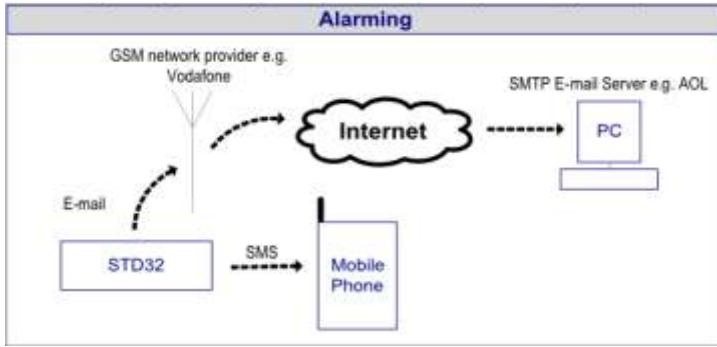 Alarming
GSM network provider e.g.
Vodafone
SMTP E-mail Server e.g. AOL
Internet
PC
E-mail
STD32
SMS
Mobile
Phone